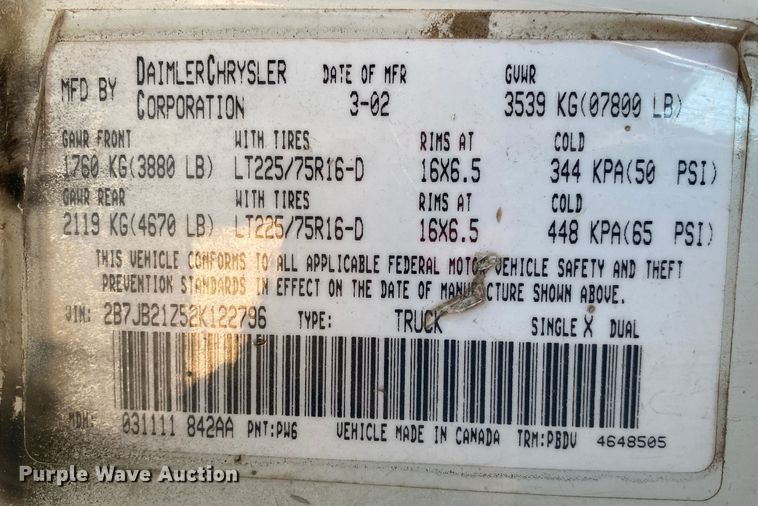 MFD BY DAIMLERCHRYSLER CORPORATION DATE OF MFR 3-02 GVWR 3539 KG(07800 LB)
GAWR FRONT WITH TIRES RIMS AT COLD
1760 KG(3880 LB) LT225/75R16-D 16X6.5 344 KPA(50 PSI)
GAWR REAR WITH TIRES RIMS AT COLD
2119 KG(4670 LB) LT225/75R16-D 16X6.5 448 KPA(65 PSI)
THIS VEHICLE CONFORMS TO ALL APPLICABLE FEDERAL MOTOR VEHICLE SAFETY AND THEFT
PREVENTION STANDARDS IN EFFECT ON THE DATE OF MANUFACTURE SHOWN ABOVE.
VIN: 2B7JB21Z52K122796 TYPE: TRUCK SINGLE X DUAL
MDH: 031111 842AA PNT:PW6 VEHICLE MADE IN CANADA TRM:PBDV 4648505
Purple Wave Auction